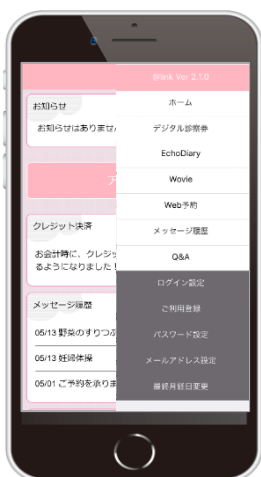 @link Ver 2.1.0
お知らせ
お知らせはありませ
クレジット決済
お会計時に、クレジッ
るようになりました
メッセージ履歴
05/13 野菜のすりつぶ
05/13 妊婦体操
05/01 ご予約を承りま
ホーム
デジタル診察券
EchoDiary
Wovie
Web予約
メッセージ履歴
Q&A
ログイン設定
ご利用登録
パスワード設定
メールアドレス設定
最終月経日変更